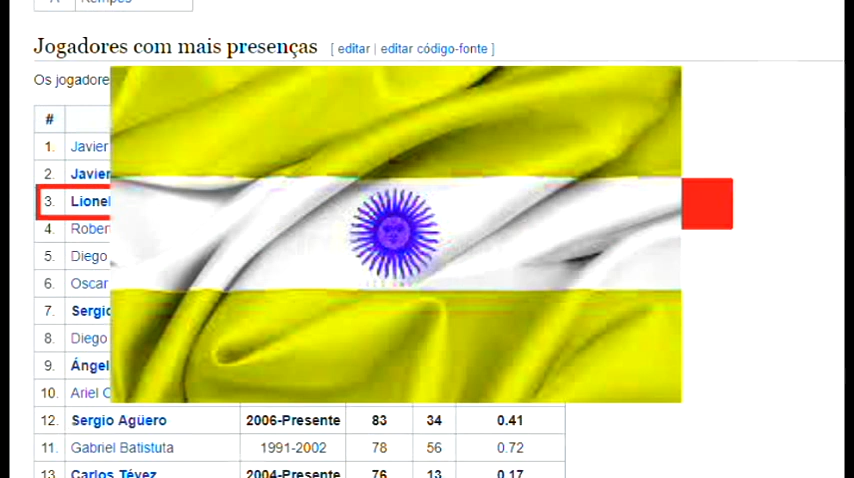 Jogadores com mais presenças [ editar | editar código-fonte ]
Os jogadore
#
1. Javier
2. Javier
3. Lionel
4. Rober
5. Diego
6. Oscar
7. Sergio
8. Diego
9. Ángel
10. Ariel
12. Sergio Agüero 2006-Presente 83 34 0.41
11. Gabriel Batistuta 1991-2002 78 56 0.72
13. Carlos Tévez 2004-Presente 76 13 0.17